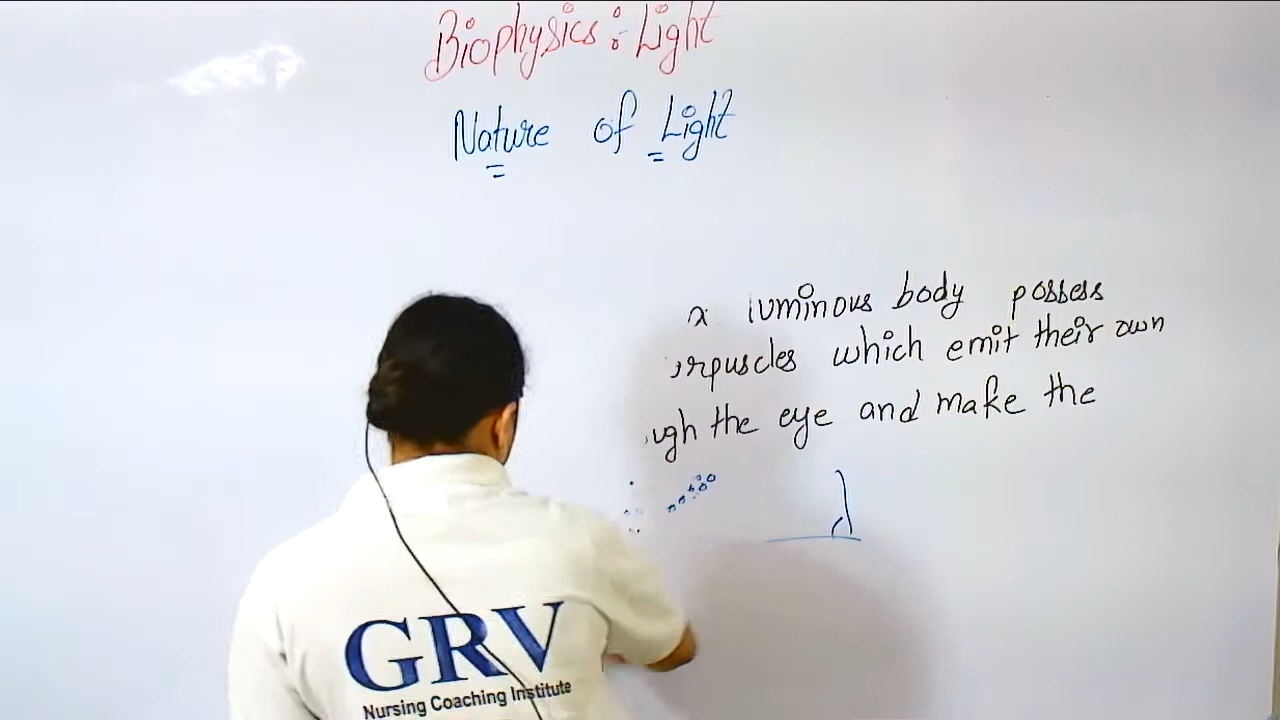 Biophysics : Light
Nature of Light
luminous body possess
rpuscles which emit their own
ugh the eye and make the
GRV
Nursing Coaching Institute